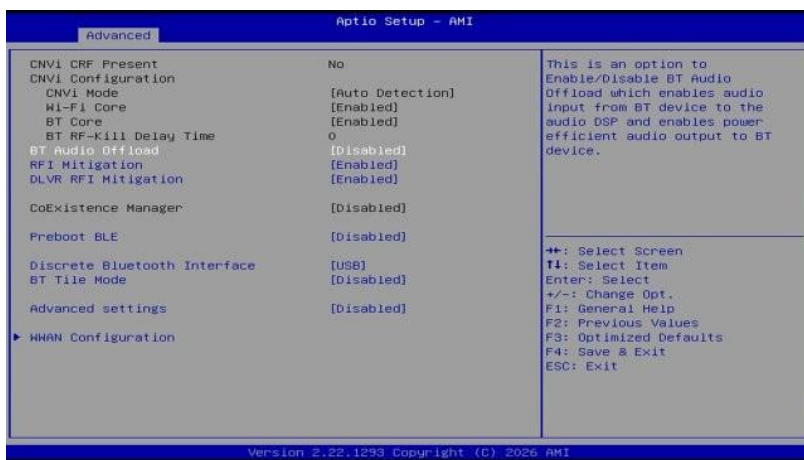 Aptio Setup - AMI
Advanced
CNVi CRF Present No
CNVi Configuration
CNVi Mode [Auto Detection]
Wi-Fi Core [Enabled]
BT Core [Enabled]
BT RF-Kill Delay Time 0
BT Audio Offload [Disabled]
RFI Mitigation [Enabled]
DLVR RFI Mitigation [Enabled]
CoExistence Manager [Disabled]
Preboot BLE [Disabled]
Discrete Bluetooth Interface [USB]
BT Tile Mode [Disabled]
Advanced settings [Disabled]
WWAN Configuration
This is an option to
Enable/Disable BT Audio
Offload which enables audio
input from BT device to the
audio DSP and enables power
efficient audio output to BT
device.
→←: Select Screen
↑↓: Select Item
Enter: Select
+/-: Change Opt.
F1: General Help
F2: Previous Values
F3: Optimized Defaults
F4: Save & Exit
ESC: Exit
Version 2.22.1293 Copyright (C) 2026 AMI